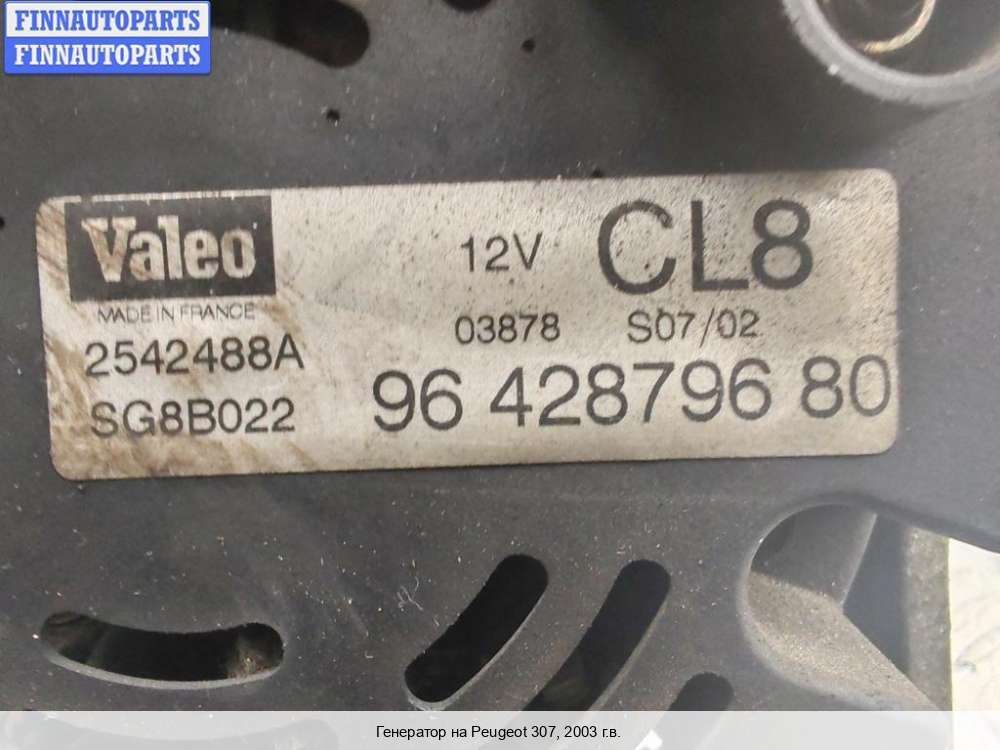 FINNAUTOPARTS
FINNAUTOPARTS
Valeo
MADE IN FRANCE
12V CL8
03878 S07/02
2542488A
SG8B022
96 428796 80
Генератор на Peugeot 307, 2003 г.в.